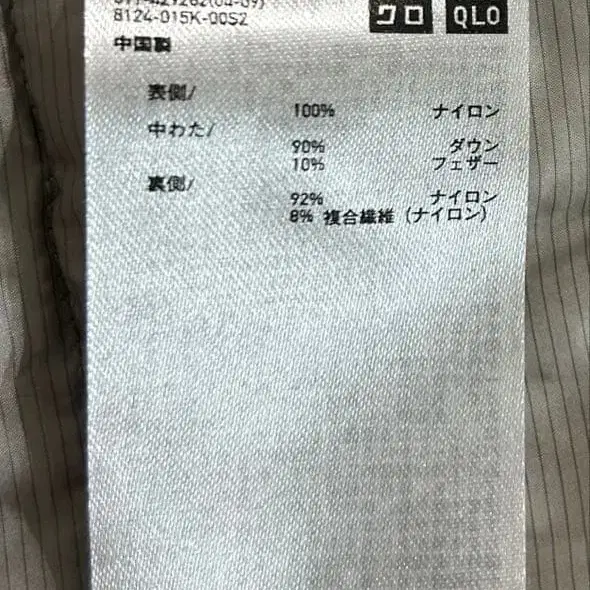 クロ QLO
8124-015K-00S2
中国製
表側/
100% ナイロン
中わた/
90% ダウン
10% フェザー
裏側/
92% ナイロン
8% 複合繊維 (ナイロン)